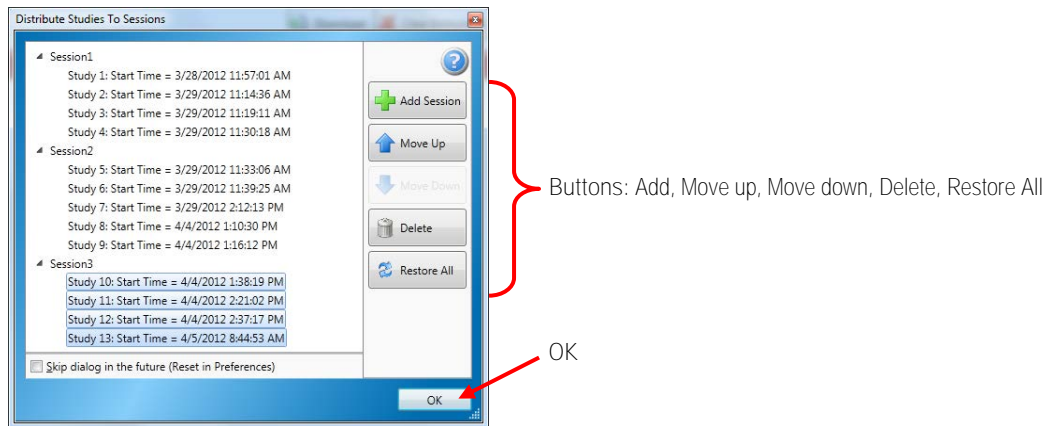 Distribute Studies To Sessions
Session1
Study 1: Start Time = 3/28/2012 11:57:01 AM
Study 2: Start Time = 3/29/2012 11:14:36 AM
Study 3: Start Time = 3/29/2012 11:19:11 AM
Study 4: Start Time = 3/29/2012 11:30:18 AM
Session2
Study 5: Start Time = 3/29/2012 11:33:06 AM
Study 6: Start Time = 3/29/2012 11:39:25 AM
Study 7: Start Time = 3/29/2012 2:12:13 PM
Study 8: Start Time = 4/4/2012 1:10:30 PM
Study 9: Start Time = 4/4/2012 1:16:12 PM
Session3
Study 10: Start Time = 4/4/2012 1:38:19 PM
Study 11: Start Time = 4/4/2012 2:21:02 PM
Study 12: Start Time = 4/4/2012 2:37:17 PM
Study 13: Start Time = 4/5/2012 8:44:53 AM
Skip dialog in the future (Reset in Preferences)
?
Add Session
Move Up
Move Down
Delete
Restore All
OK
Buttons: Add, Move up, Move down, Delete, Restore All
OK